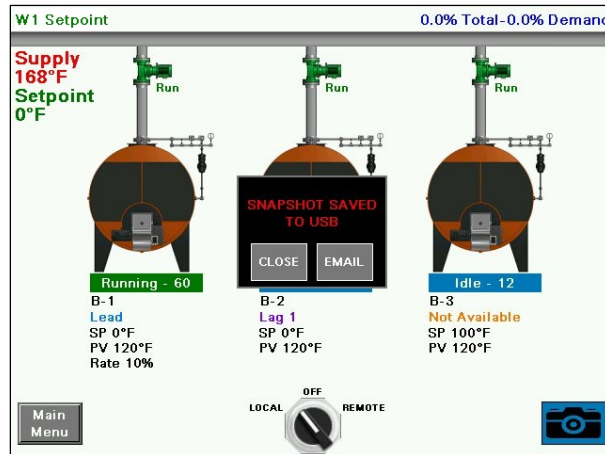 W1 Setpoint
0.0% Total-0.0% Demand
Supply
168°F
Setpoint
0°F
Run
Run
Run
SNAPSHOT SAVED
TO USB
CLOSE
EMAIL
Running - 60
Idle - 12
B-1
Lead
SP 0°F
PV 120°F
Rate 10%
B-2
Lag 1
SP 0°F
PV 120°F
B-3
Not Available
SP 100°F
PV 120°F
OFF
LOCAL
REMOTE
Main
Menu